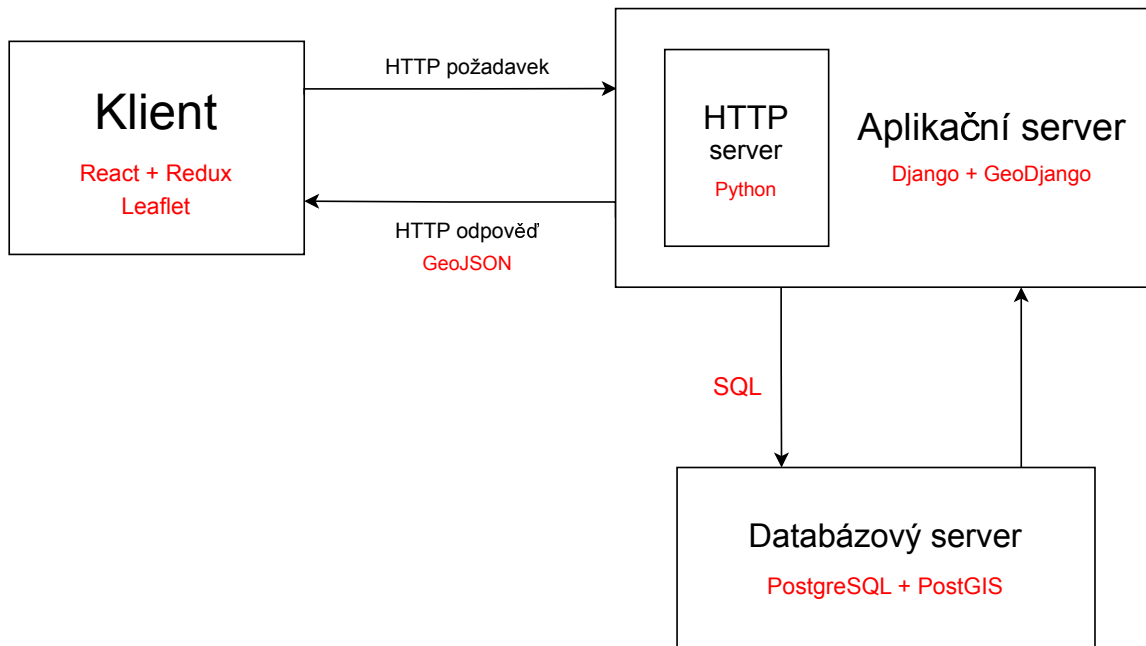 Klient
React + Redux
Leaflet
HTTP požadavek
HTTP odpověď
GeoJSON
HTTP
server
Python
Aplikační server
Django + GeoDjango
SQL
Databázový server
PostgreSQL + PostGIS